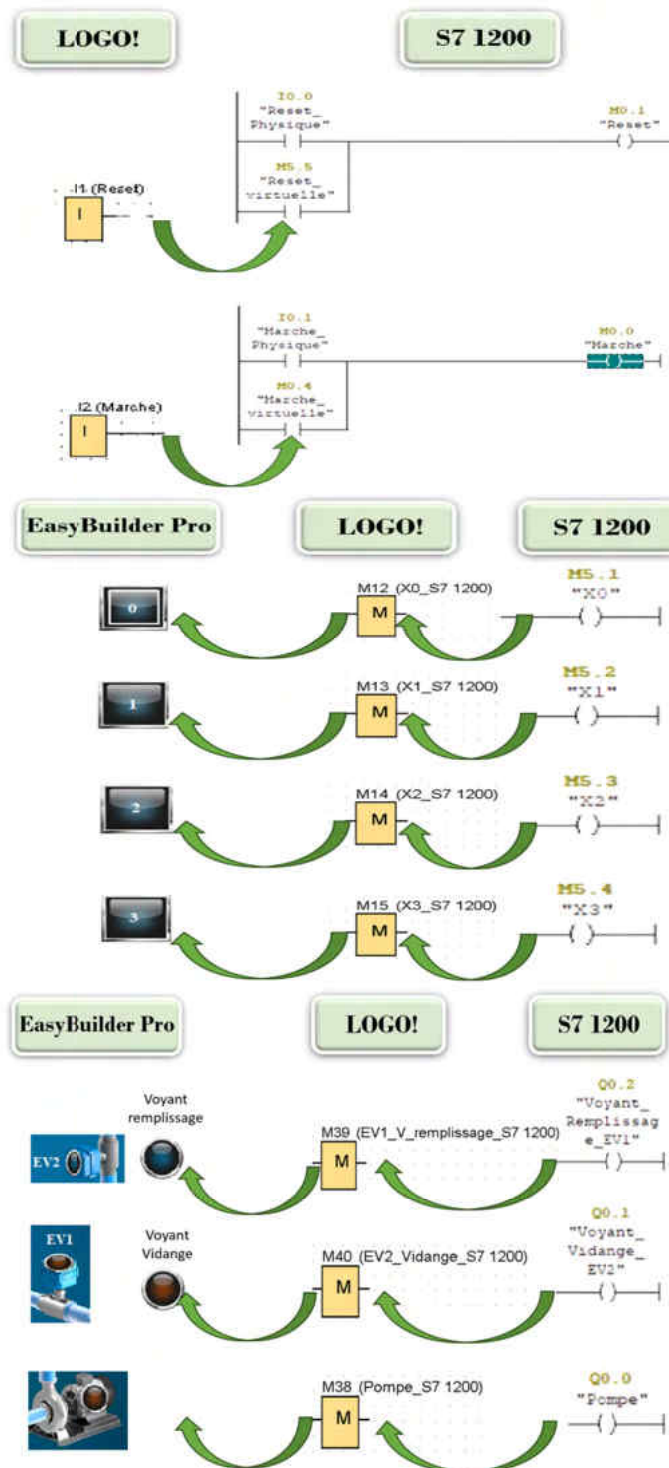 LOGO!
S7 1200
I0.0
"Reset_
Physique"
M0.1
"Reset"
M5.5
"Reset_
virtuelle"
I1 (Reset)
I
I0.1
"Marche_
Physique"
M0.0
"Marche"
M0.4
"Marche_
virtuelle"
I2 (Marche)
I
EasyBuilder Pro
LOGO!
S7 1200
0
M12 (X0_S7 1200)
M
M5.1
"X0"
1
M13 (X1_S7 1200)
M
M5.2
"X1"
2
M14 (X2_S7 1200)
M
M5.3
"X2"
3
M15 (X3_S7 1200)
M
M5.4
"X3"
EasyBuilder Pro
LOGO!
S7 1200
EV2
Voyant
remplissage
M39 (EV1_V_remplissage_S7 1200)
M
Q0.2
"Voyant_
Remplissag
e_EV1"
EV1
Voyant
Vidange
M40 (EV2_Vidange_S7 1200)
M
Q0.1
"Voyant_
Vidange_
EV2"
M38 (Pompe_S7 1200)
M
Q0.0
"Pompe"